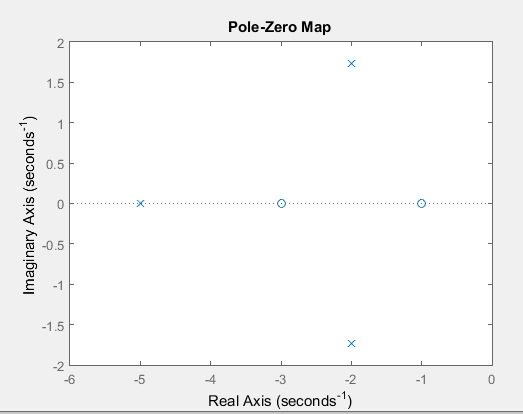 Pole-Zero Map
Imaginary Axis (seconds⁻¹)
2
1.5
1
0.5
0
-0.5
-1
-1.5
-2
-6 -5 -4 -3 -2 -1 0
Real Axis (seconds⁻¹)